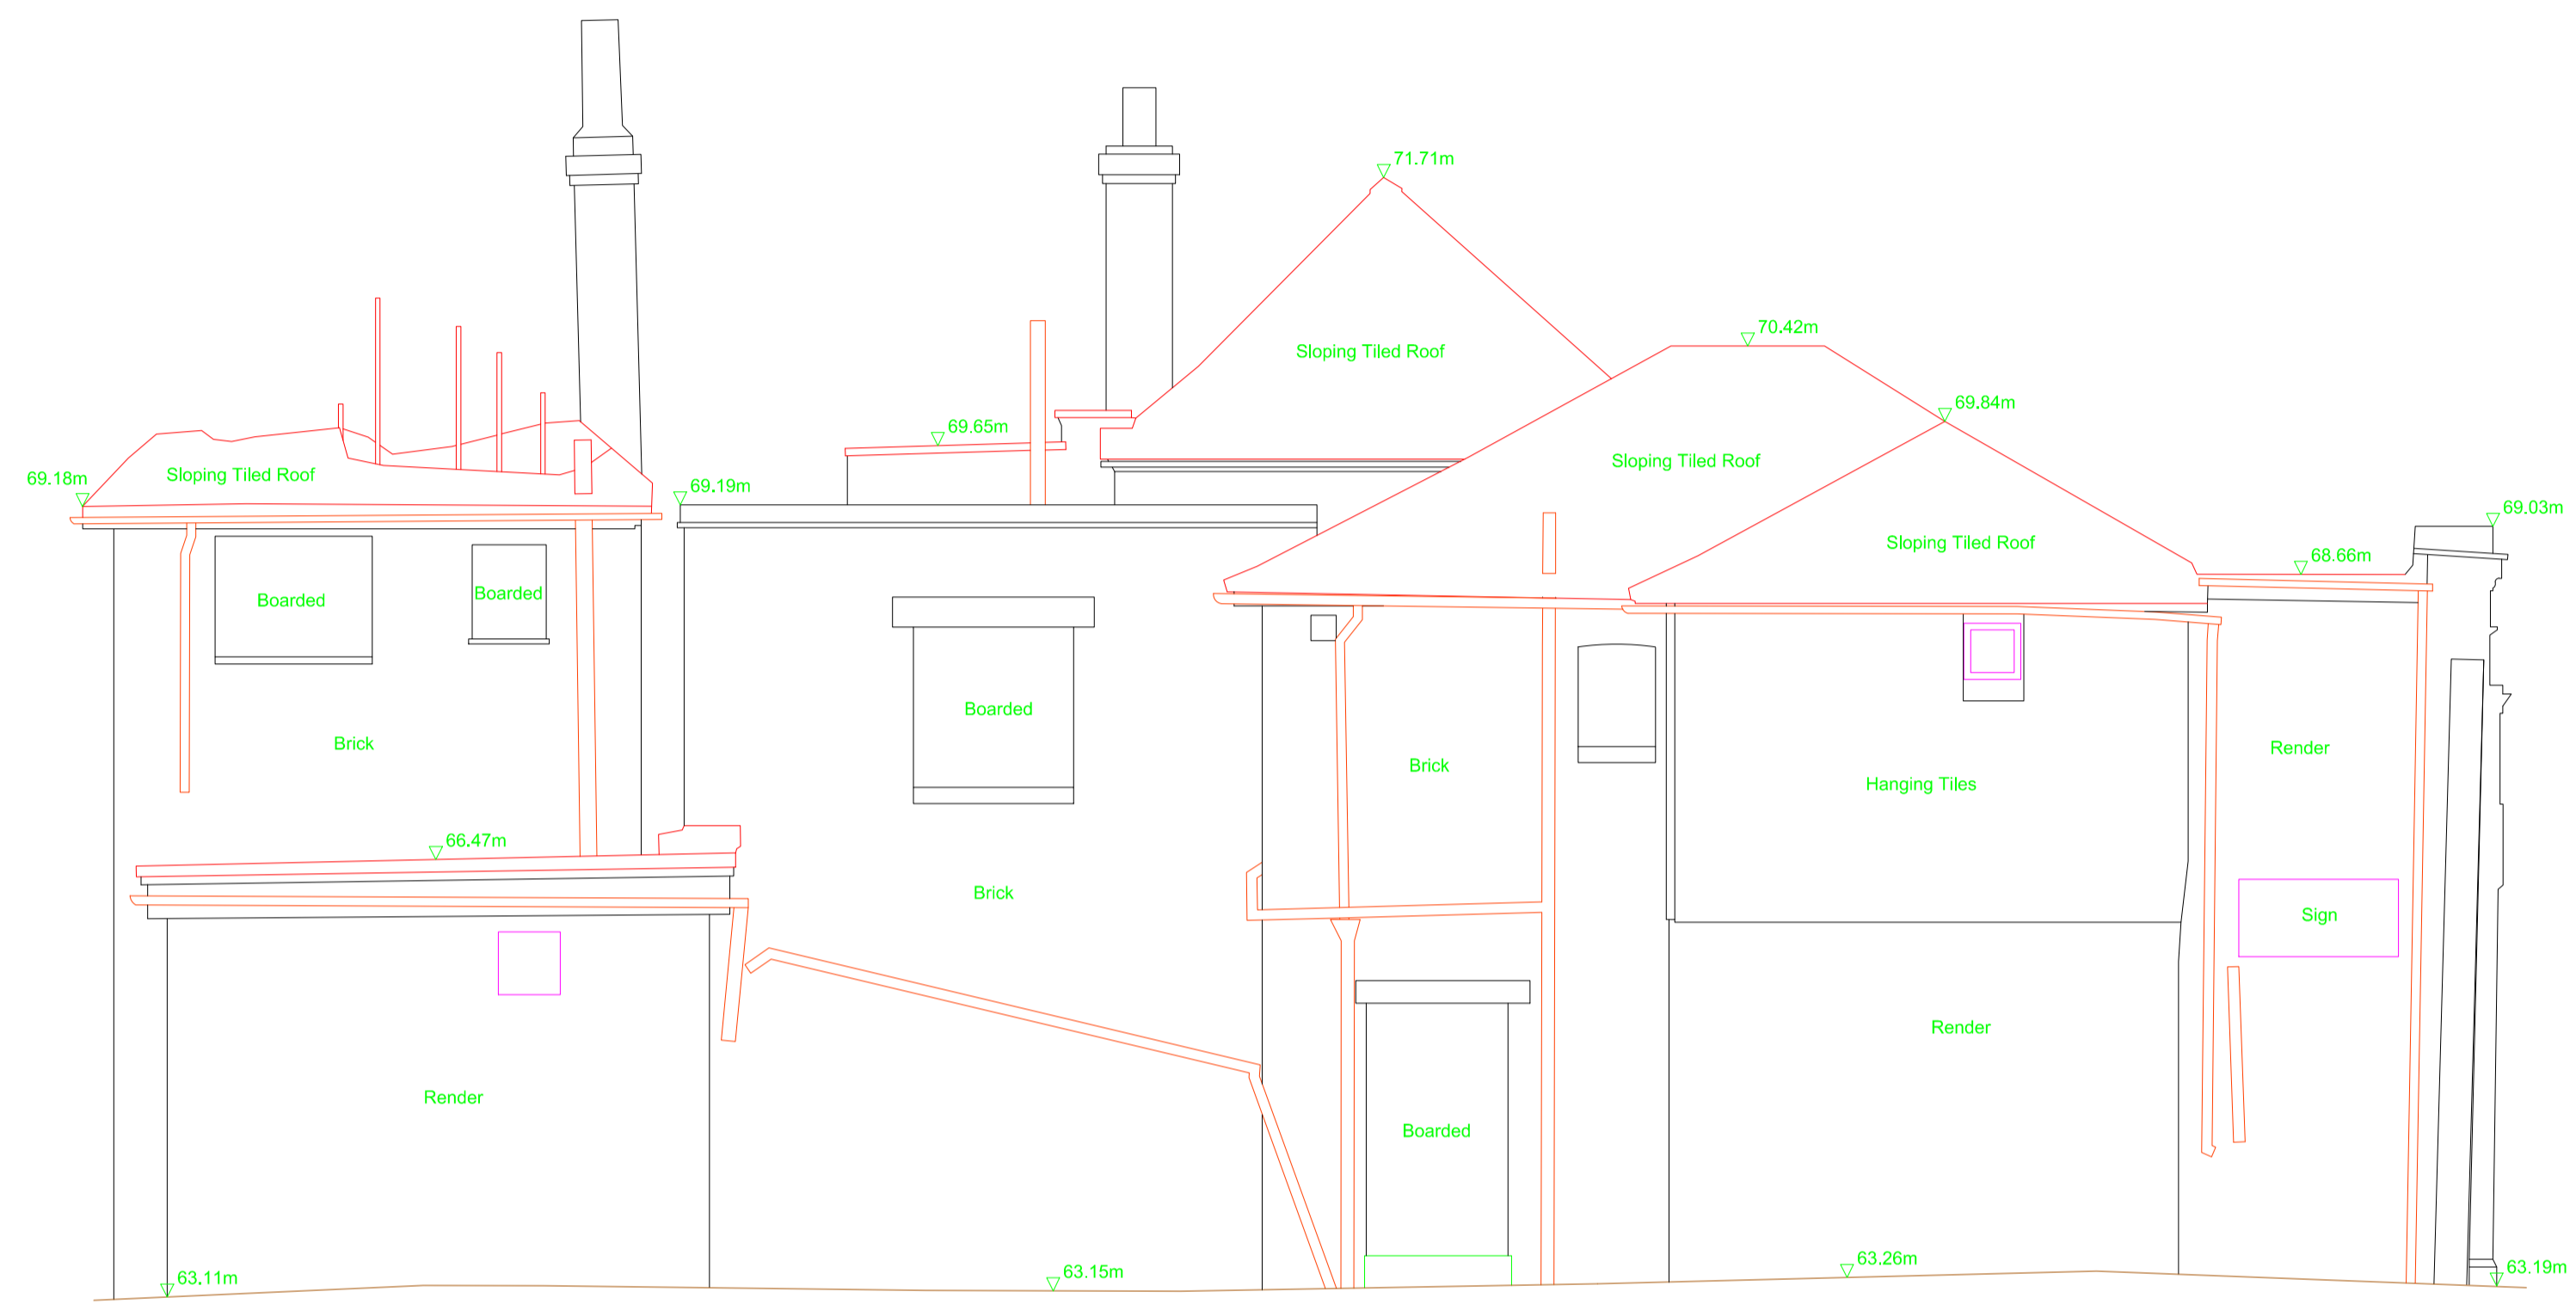 71.71m
70.42m
Sloping Tiled Roof
69.84m
69.65m
Sloping Tiled Roof
Sloping Tiled Roof
69.18m
69.19m
69.03m
Sloping Tiled Roof
68.66m
Boarded
Boarded
Boarded
Brick
Render
Brick
Hanging Tiles
66.47m
Brick
Sign
Render
Render
Boarded
63.26m
63.11m
63.15m
63.19m